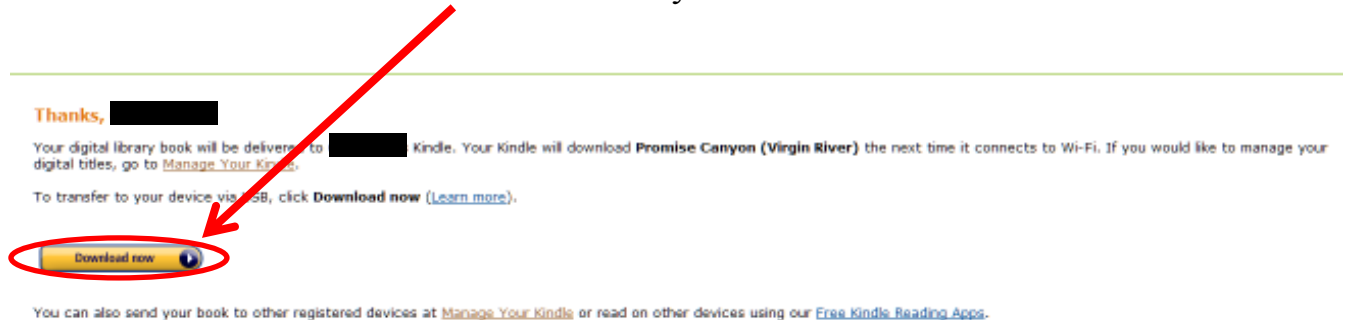 Thanks,
Your digital library book will be delivered to Kindle. Your Kindle will download Promise Canyon (Virgin River) the next time it connects to Wi-Fi. If you would like to manage your
digital titles, go to Manage Your Kindle.
To transfer to your device via USB, click Download now (Learn more).
Download now
You can also send your book to other registered devices at Manage Your Kindle or read on other devices using our Free Kindle Reading Apps.